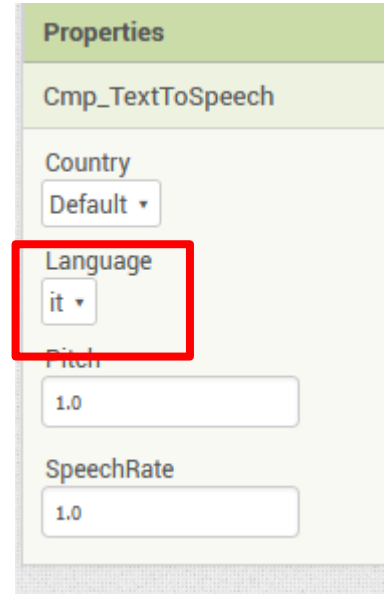 Properties
Cmp_TextToSpeech
Country
Default
Language
it
Pitch
1.0
SpeechRate
1.0